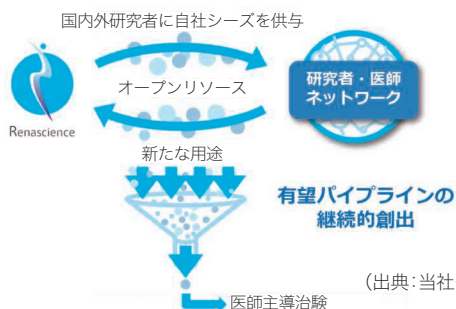 国内外研究者に自社シーズを供与
オープンリソース
研究者・医師
ネットワーク
Renascience
新たな用途
有望パイプラインの
継続的創出
（出典：当社
医師主導治験